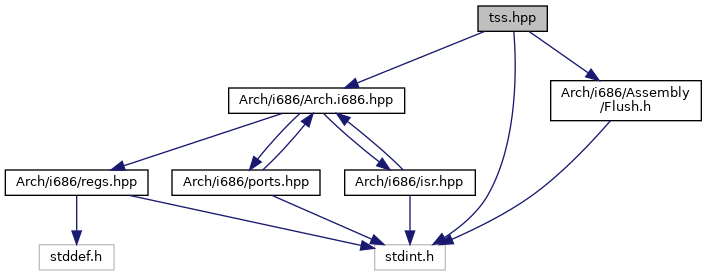 tss.hpp
Arch/i686/Arch.i686.hpp
Arch/i686/Assembly
/Flush.h
Arch/i686/regs.hpp
Arch/i686/ports.hpp
Arch/i686/isr.hpp
stddef.h
stdint.h